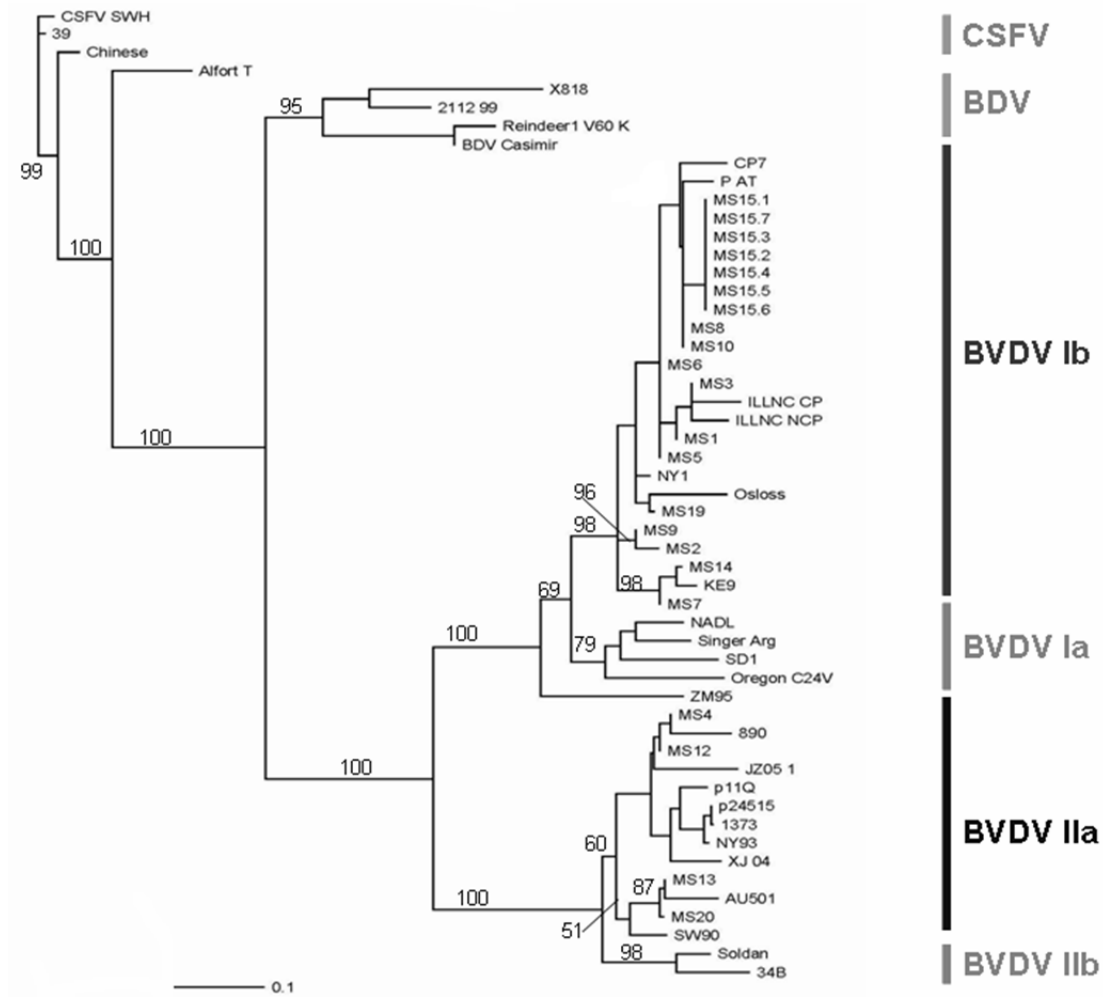 CSFV SWH
39
Chinese
Alfort T
99
100
100
95
X818
2112 99
Reindeer1 V60 K
BDV Casimir
CP7
P AT
MS15.1
MS15.7
MS15.3
MS15.2
MS15.4
MS15.5
MS15.6
MS8
MS10
MS6
MS3
ILLNC CP
ILLNC NCP
MS1
MS5
NY1
Osloss
MS19
96
98
MS9
MS2
98
MS14
KE9
MS7
69
100
79
NADL
Singer Arg
SD1
Oregon C24V
ZM95
100
MS4
890
MS12
JZ05 1
p11Q
p24515
1373
NY93
XJ 04
60
100
87
MS13
AU501
MS20
51
SW90
98
Soldan
34B
0.1
CSFV
BDV
BVDV Ib
BVDV Ia
BVDV IIa
BVDV IIb